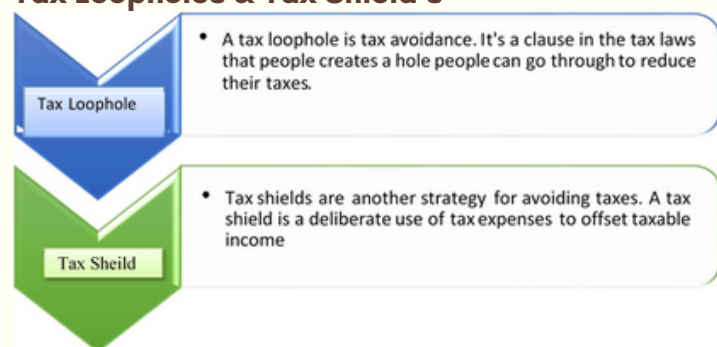 Tax Loopholes & Tax Shield's
Tax Loophole
• A tax loophole is tax avoidance. It's a clause in the tax laws
that people creates a hole people can go through to reduce
their taxes.
Tax Sheild
• Tax shields are another strategy for avoiding taxes. A tax
shield is a deliberate use of tax expenses to offset taxable
income